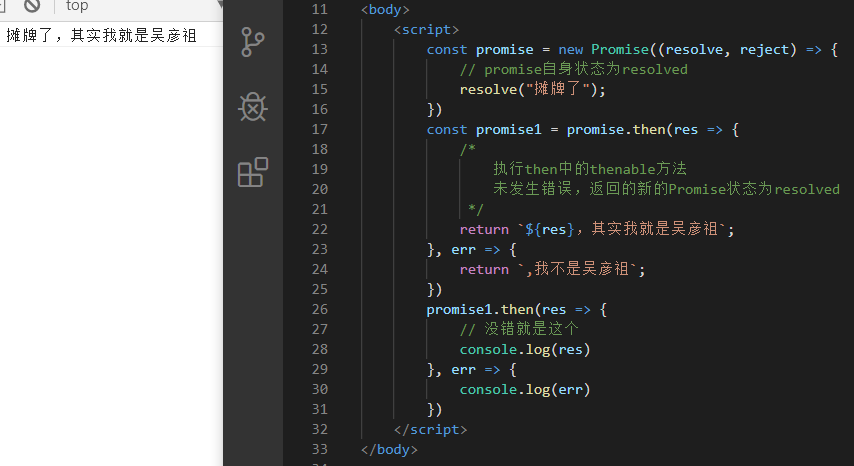 top
摊牌了，其实我就是吴彦祖
11 <body>
12 <script>
13 const promise = new Promise((resolve, reject) => {
14 // promise自身状态为resolved
15 resolve("摊牌了");
16 })
17 const promise1 = promise.then(res => {
18 /*
19 执行then中的thenable方法
20 未发生错误，返回的新的Promise状态为resolved
21 */
22 return `${res}，其实我就是吴彦祖`;
23 }, err => {
24 return `,我不是吴彦祖`;
25 })
26 promise1.then(res => {
27 // 没错就是这个
28 console.log(res)
29 }, err => {
30 console.log(err)
31 })
32 </script>
33 </body>